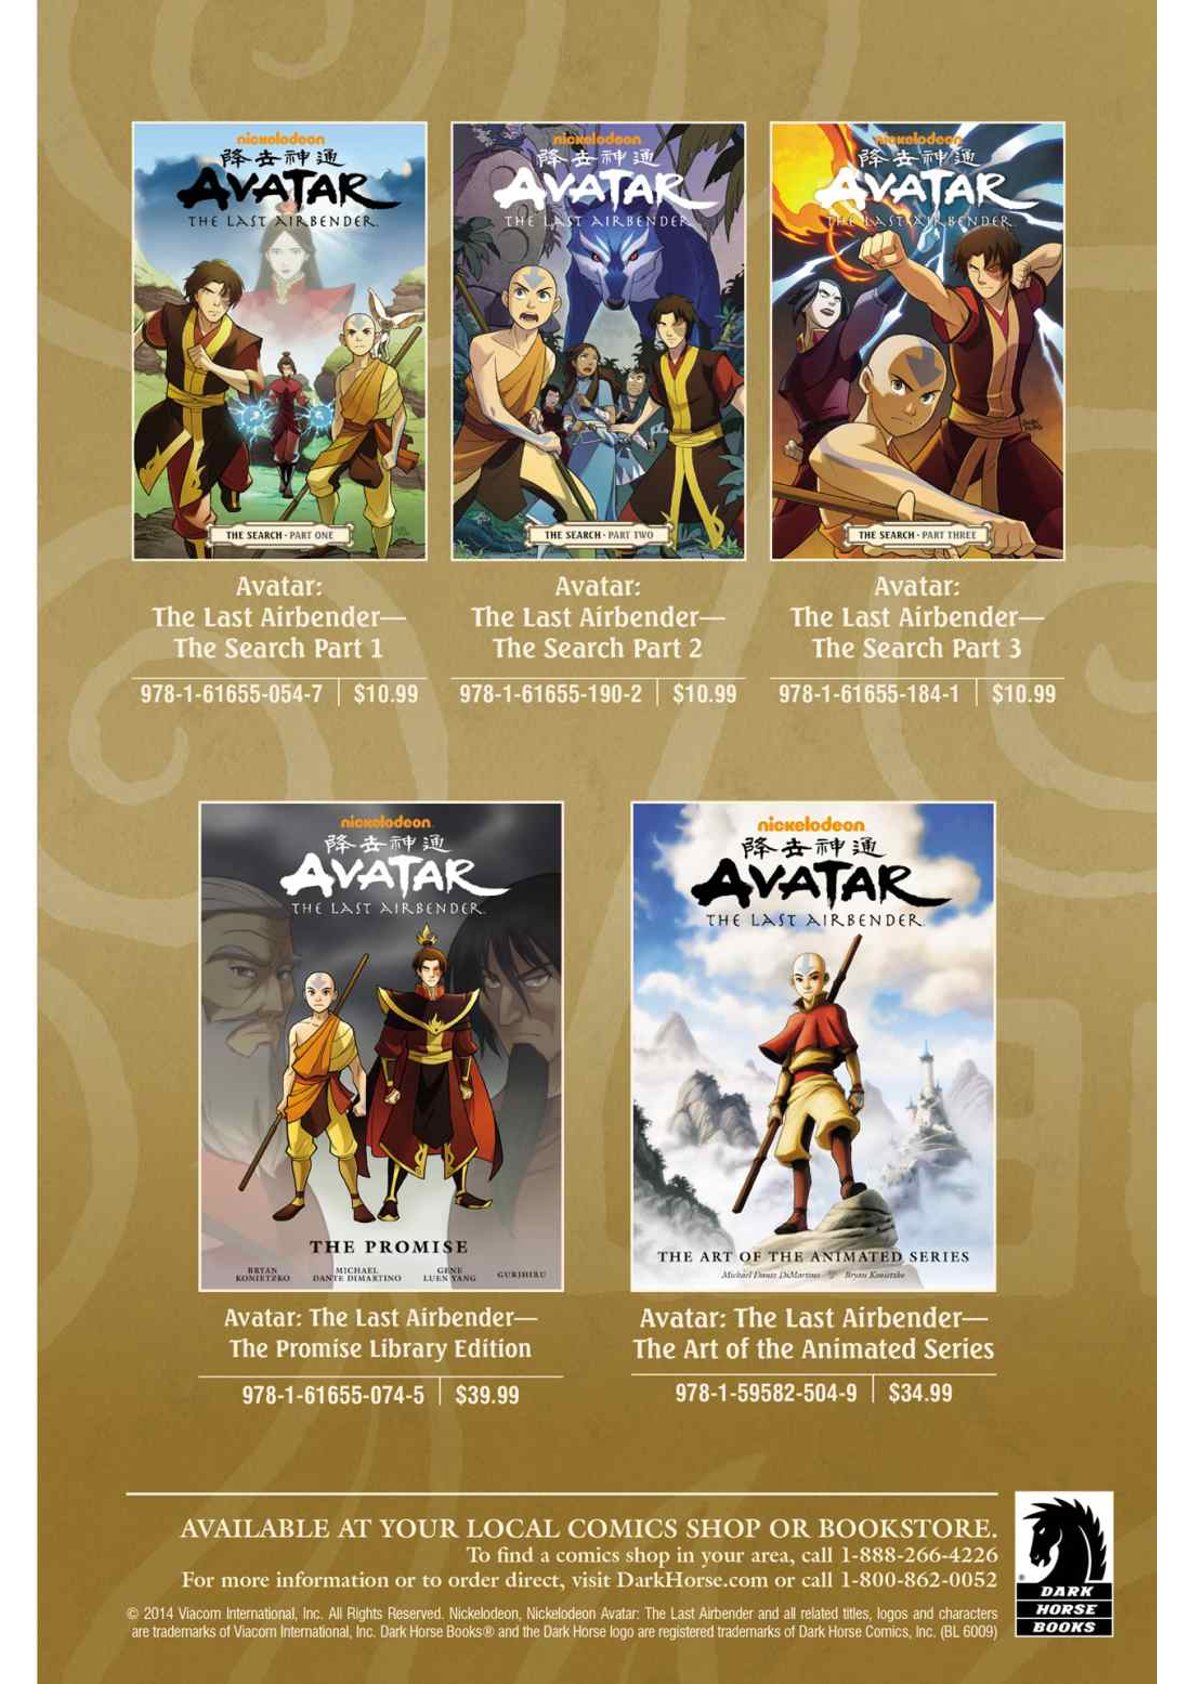 nickelodeon
降去神通
AVATAR
THE LAST AIRBENDER
THE SEARCH · PART ONE
nickelodeon
降去神通
AVATAR
THE LAST AIRBENDER
THE SEARCH · PART TWO
nickelodeon
降去神通
AVATAR
THE LAST AIRBENDER
THE SEARCH · PART THREE
Avatar:
The Last Airbender—
The Search Part 1
978-1-61655-054-7 | $10.99
Avatar:
The Last Airbender—
The Search Part 2
978-1-61655-190-2 | $10.99
Avatar:
The Last Airbender—
The Search Part 3
978-1-61655-184-1 | $10.99
nickelodeon
降去神通
AVATAR
THE LAST AIRBENDER
THE PROMISE
BRYAN KONIETZKO
MICHAEL DANTE DIMARTINO
GENE LUEN YANG
GURIHIRU
nickelodeon
降去神通
AVATAR
THE LAST AIRBENDER
THE ART OF THE ANIMATED SERIES
Michael Dante DiMartino
Bryan Konietzko
Avatar: The Last Airbender—
The Promise Library Edition
978-1-61655-074-5 | $39.99
Avatar: The Last Airbender—
The Art of the Animated Series
978-1-59582-504-9 | $34.99
AVAILABLE AT YOUR LOCAL COMICS SHOP OR BOOKSTORE.
To find a comics shop in your area, call 1-888-266-4226
For more information or to order direct, visit DarkHorse.com or call 1-800-862-0052
© 2014 Viacom International, Inc. All Rights Reserved. Nickelodeon, Nickelodeon Avatar: The Last Airbender and all related titles, logos and characters
are trademarks of Viacom International, Inc. Dark Horse Books® and the Dark Horse logo are registered trademarks of Dark Horse Comics, Inc. (BL 6009)
®
DARK
HORSE
BOOKS